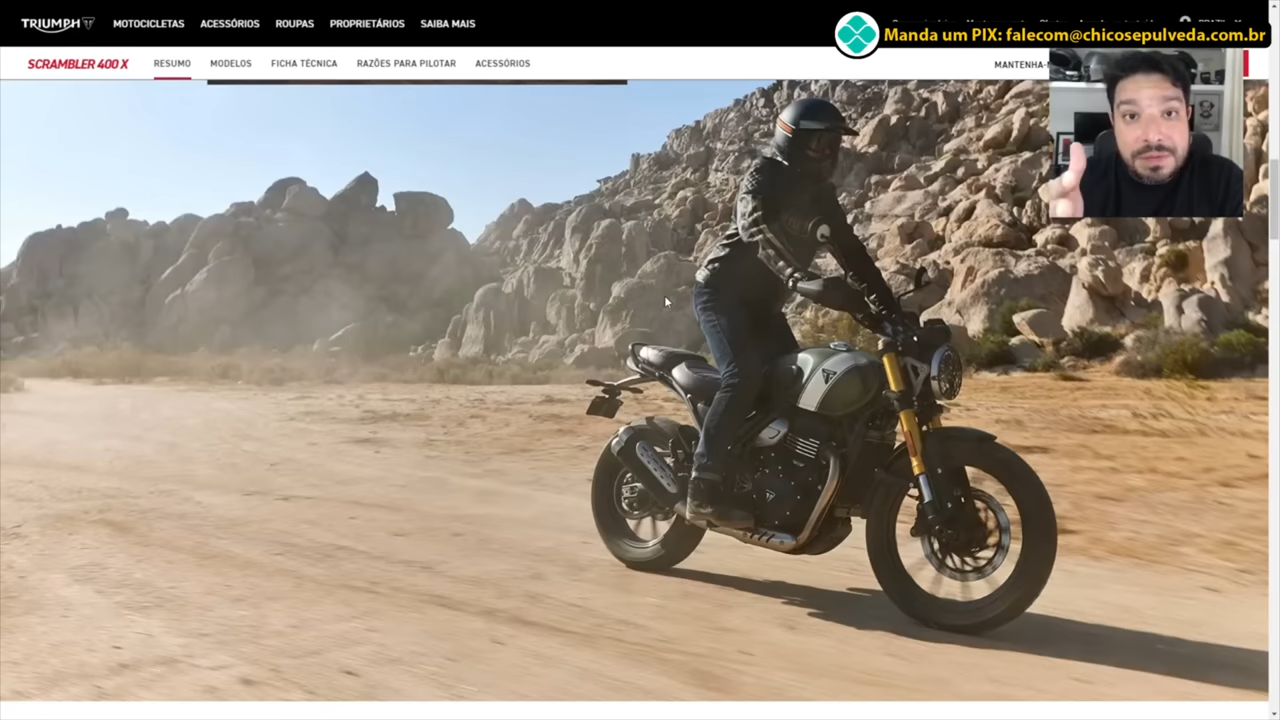 TRIUMPH
MOTOCICLETAS
ACESSÓRIOS
ROUPAS
PROPRIETÁRIOS
SAIBA MAIS
Manda um PIX: falecom@chicosepulveda.com.br
SCRAMBLER 400 X
RESUMO
MODELOS
FICHA TÉCNICA
RAZÕES PARA PILOTAR
ACESSÓRIOS